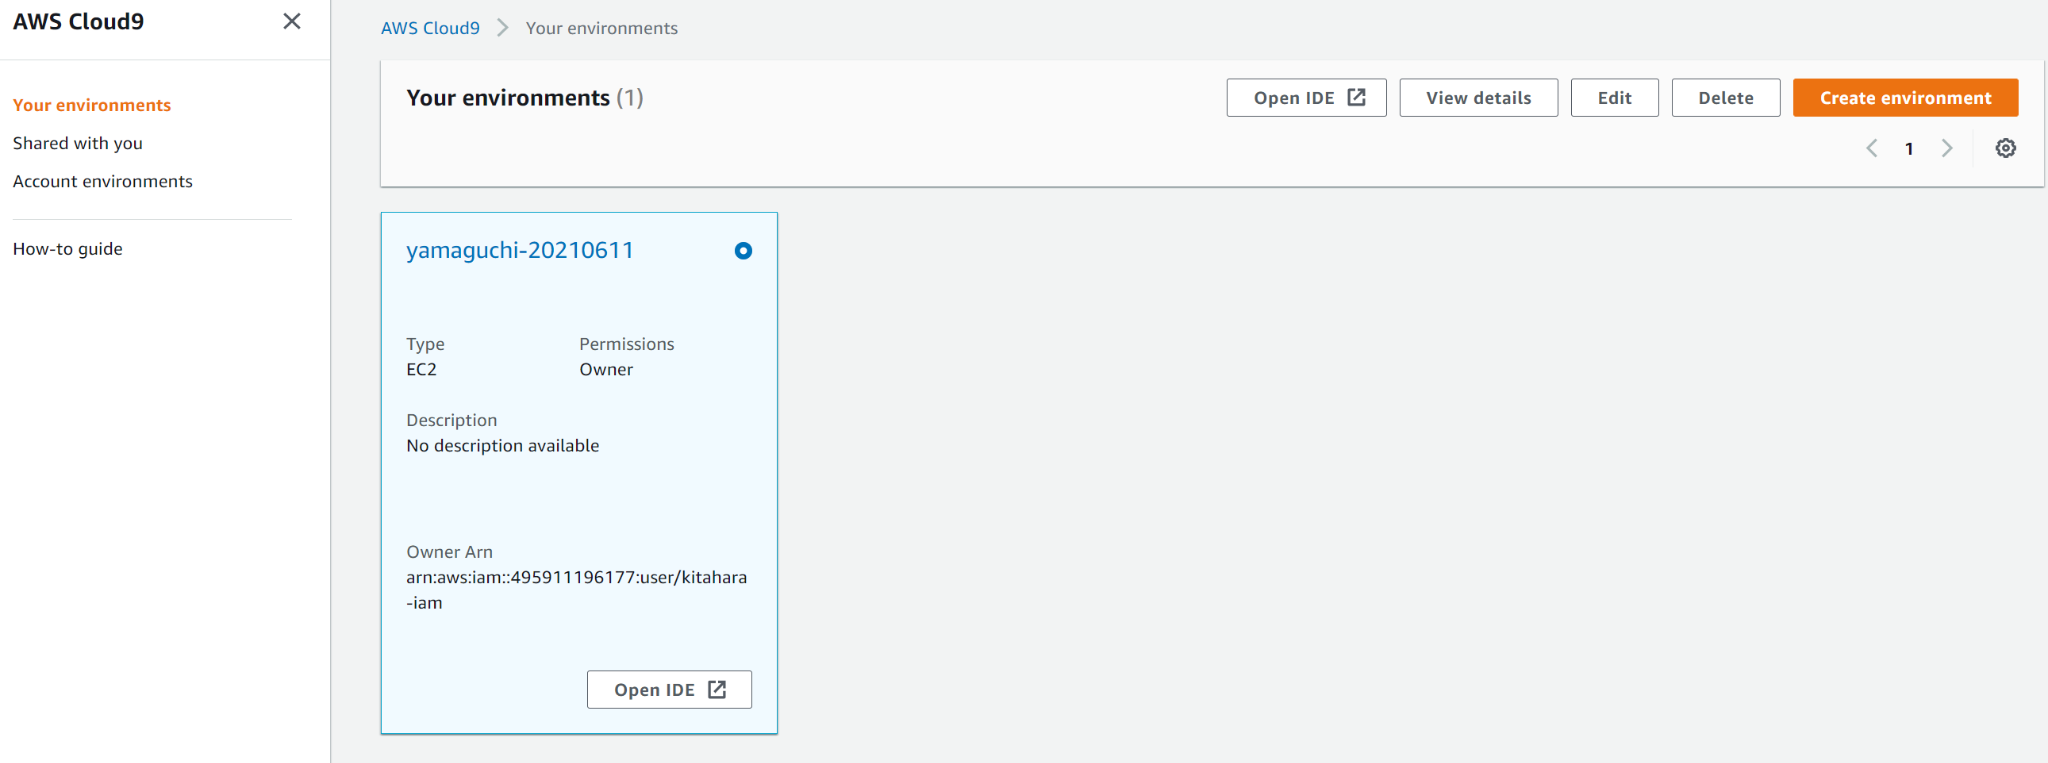 AWS Cloud9
Your environments
Shared with you
Account environments
How-to guide
AWS Cloud9 Your environments
Your environments (1)
Open IDE View details Edit Delete Create environment
1
yamaguchi-20210611
Type Permissions
EC2 Owner
Description
No description available
Owner Arn
arn:aws:iam::495911196177:user/kitahara
-iam
Open IDE